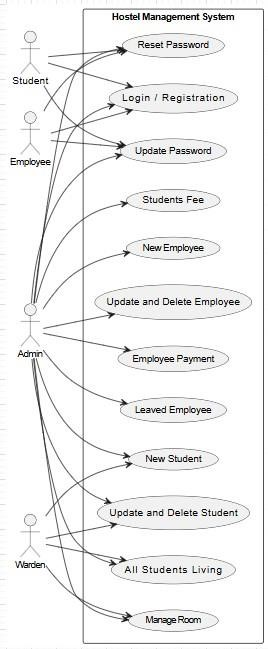 Hostel Management System
Reset Password
Student
Login / Registration
Employee
Update Password
Students Fee
New Employee
Update and Delete Employee
Admin
Employee Payment
Leaved Employee
New Student
Update and Delete Student
Warden
All Students Living
Manage Room